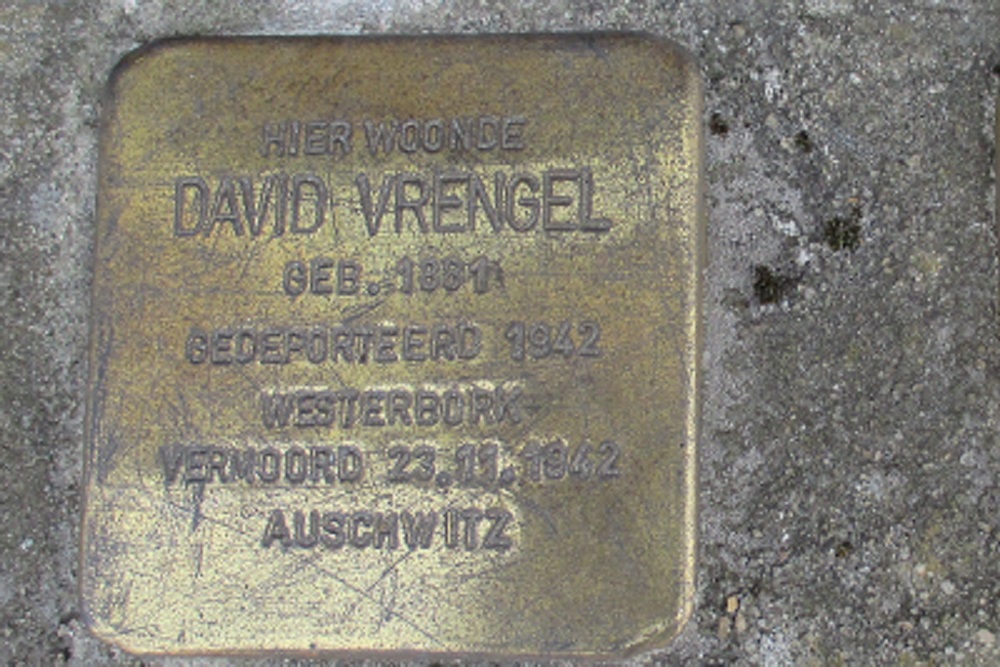 HIER WOONDE
DAVID VRENGEL
GEB. 1881
GEDEPORTEERD 1942
WESTERBORK
VERMOORD 23.11.1942
AUSCHWITZ